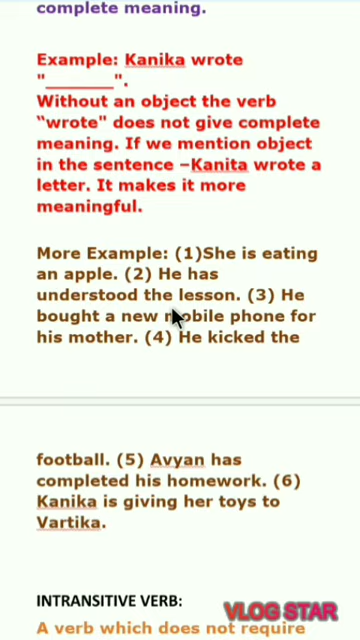 complete meaning.
Example: Kanika wrote
"_______".
Without an object the verb
"wrote" does not give complete
meaning. If we mention object
in the sentence –Kanita wrote a
letter. It makes it more
meaningful.
More Example: (1)She is eating
an apple. (2) He has
understood the lesson. (3) He
bought a new mobile phone for
his mother. (4) He kicked the
football. (5) Avyan has
completed his homework. (6)
Kanika is giving her toys to
Vartika.
INTRANSITIVE VERB:
VLOG STAR
A verb which does not require